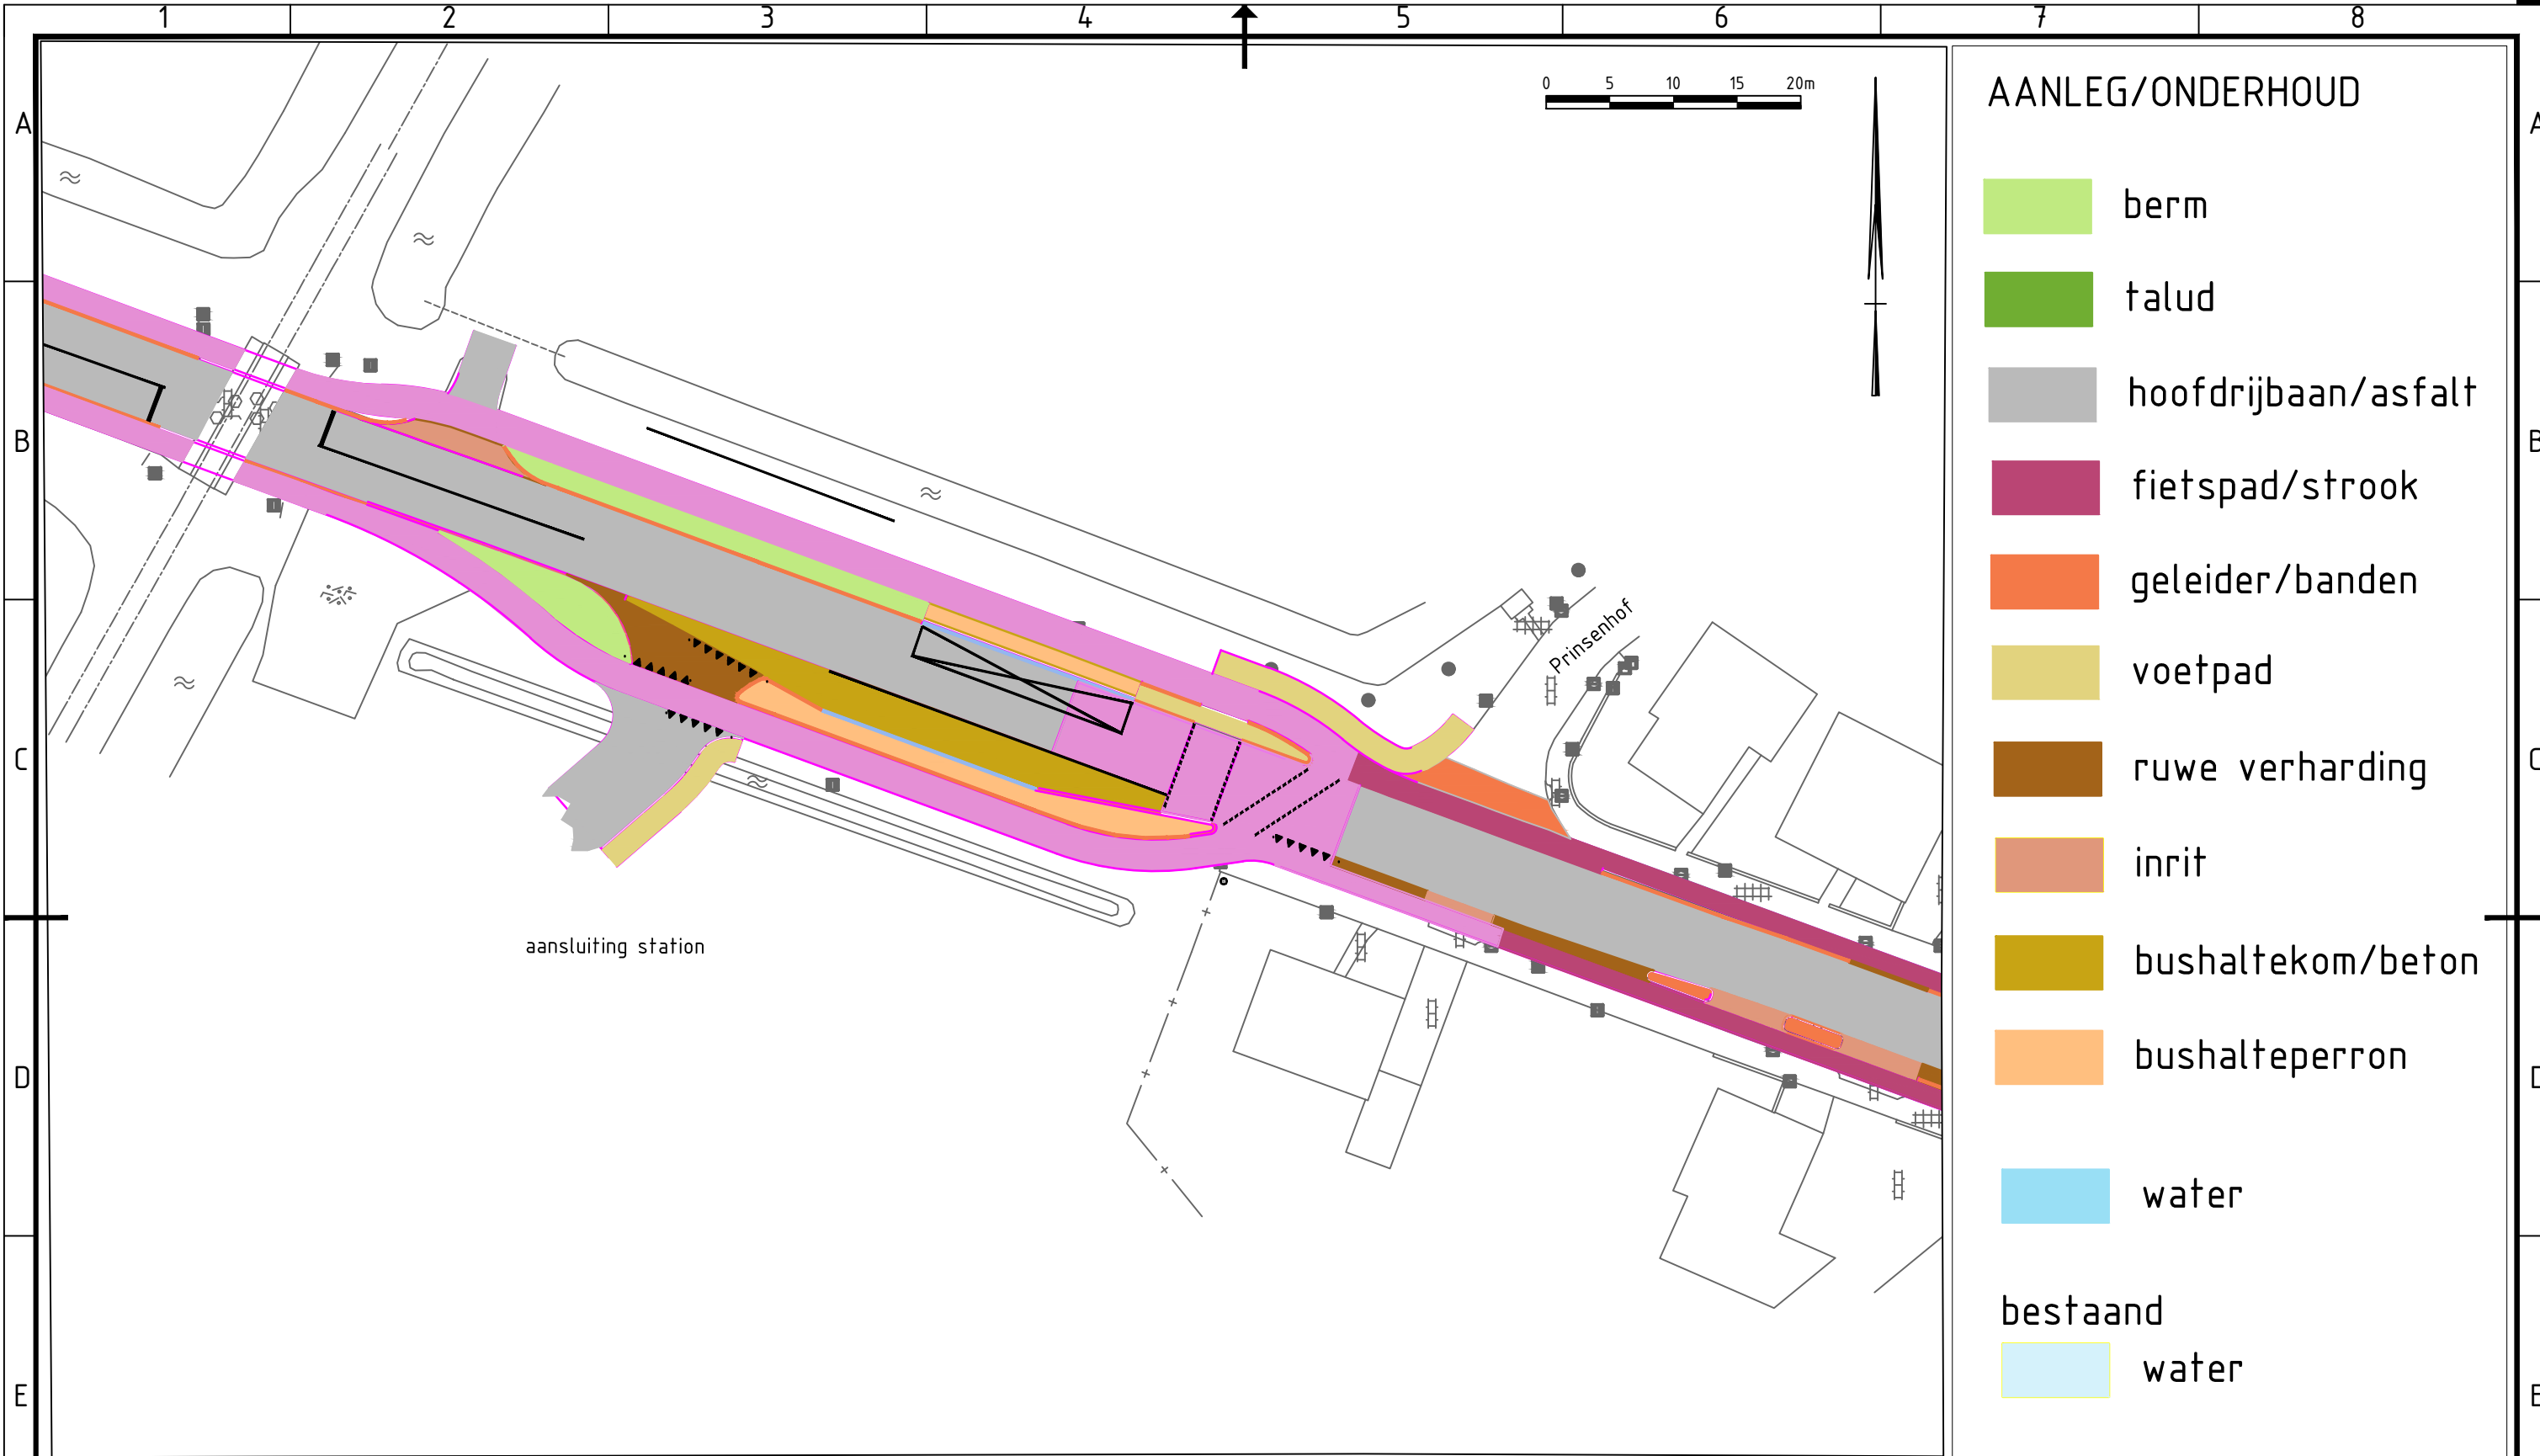 1 2 3 4 5 6 7 8
0 5 10 15 20m
A
B
C
D
E
Prinsenhof
aansluiting station
AANLEG/ONDERHOUD
berm
talud
hoofdrijbaan/asfalt
fietspad/strook
geleider/banden
voetpad
ruwe verharding
inrit
bushaltekom/beton
bushalteperron
water
bestaand
water